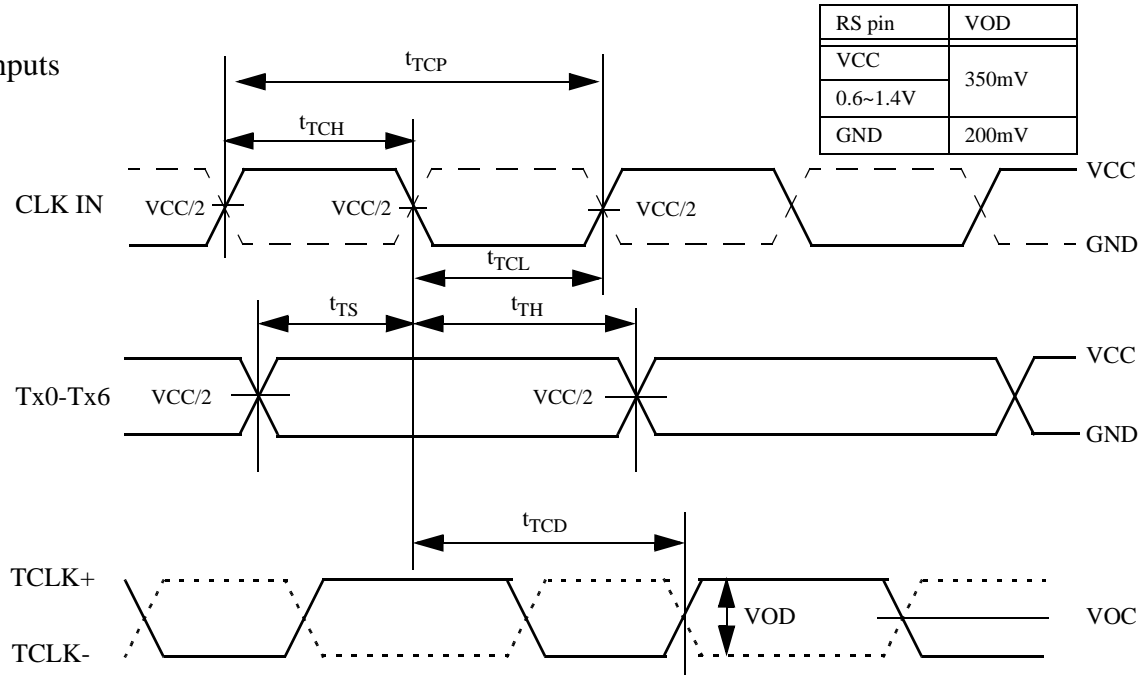 RS pin VOD
VCC 350mV
0.6~1.4V
GND 200mV
nputs
tTCP
tTCH
CLK IN VCC/2 VCC/2 VCC/2 VCC
GND
tTCL
tTS tTH
Tx0-Tx6 VCC/2 VCC/2 VCC
GND
tTCD
TCLK+
VOD VOC
TCLK-